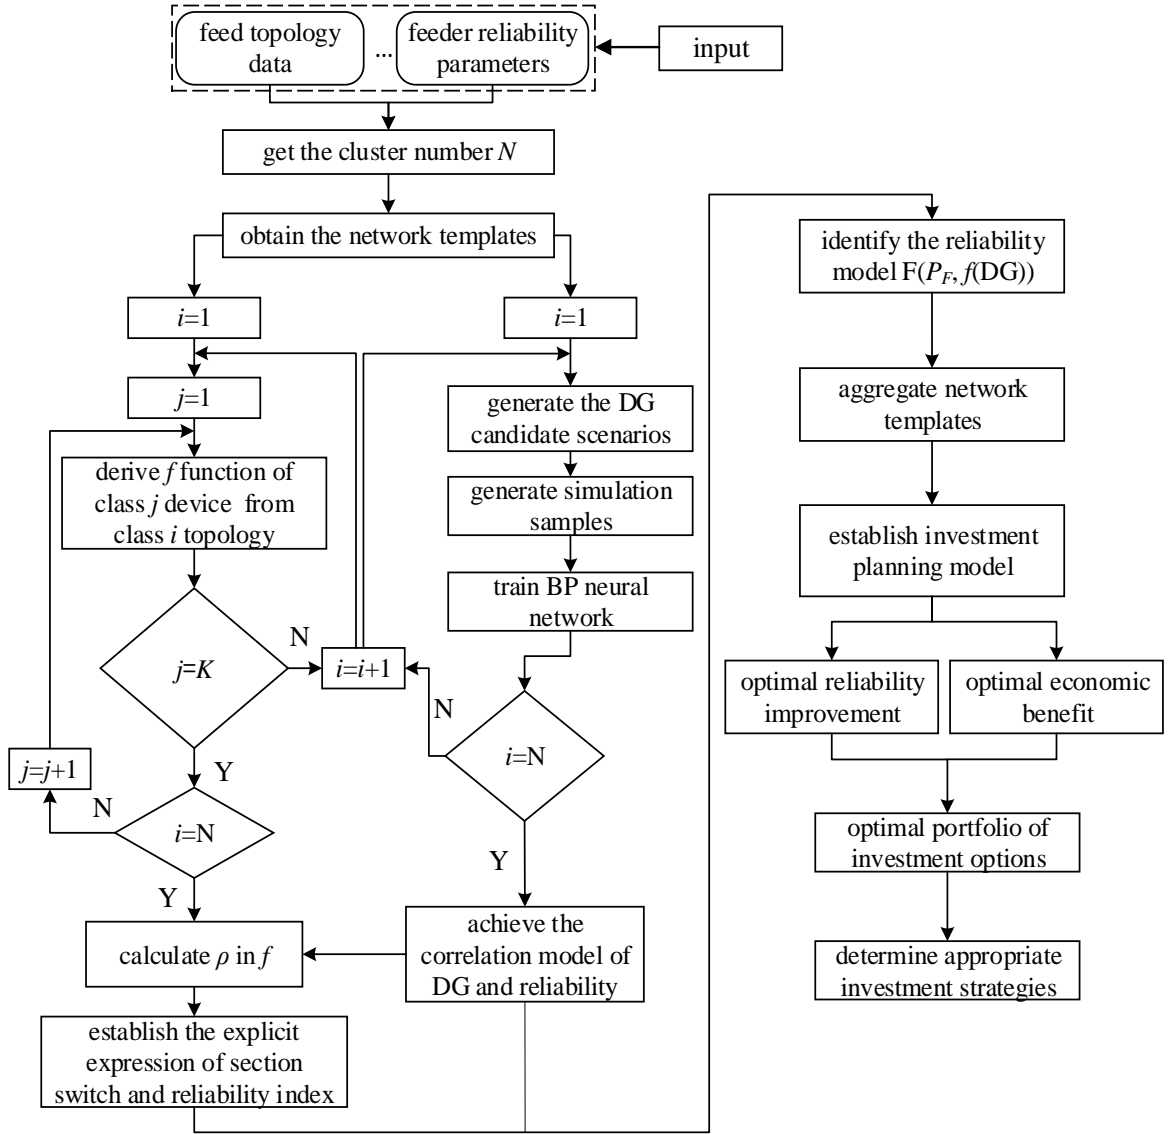 feed topology
data
...
feeder reliability
parameters
input
get the cluster number N
obtain the network templates
i=1
i=1
j=1
derive f function of
class j device from
class i topology
generate the DG
candidate scenarios
generate simulation
samples
train BP neural
network
j=K
N
i=i+1
N
i=N
j=j+1
Y
N
i=N
Y
Y
calculate ρ in f
achieve the
correlation model of
DG and reliability
establish the explicit
expression of section
switch and reliability index
identify the reliability
model F(P_F, f(DG))
aggregate network
templates
establish investment
planning model
optimal reliability
improvement
optimal economic
benefit
optimal portfolio of
investment options
determine appropriate
investment strategies